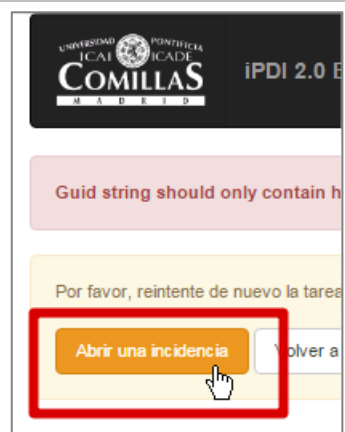 UNIVERSIDAD PONTIFICIA
ICAI ICADE
COMILLAS
MADRID
iPDI 2.0
Guid string should only contain
Por favor, reintente de nuevo la tarea
Abrir una incidencia
Volver a